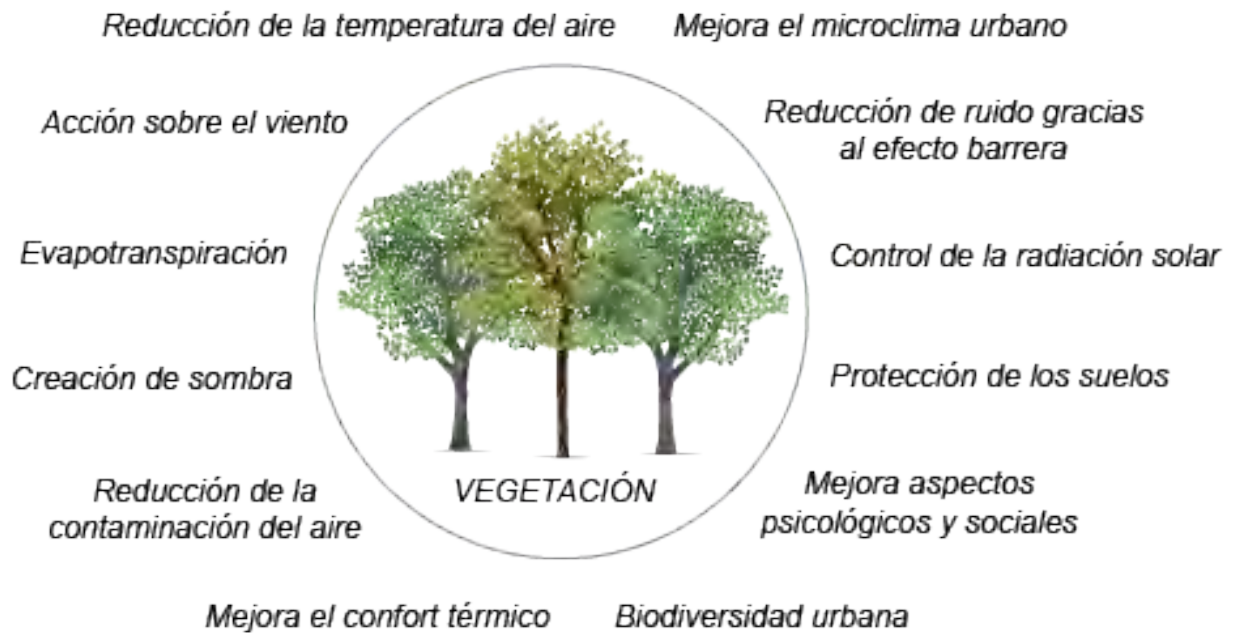 Reducción de la temperatura del aire
Mejora el microclima urbano
Acción sobre el viento
Reducción de ruido gracias
al efecto barrera
Evapotranspiración
Control de la radiación solar
Creación de sombra
Protección de los suelos
Reducción de la
contaminación del aire
VEGETACIÓN
Mejora aspectos
psicológicos y sociales
Mejora el confort térmico
Biodiversidad urbana